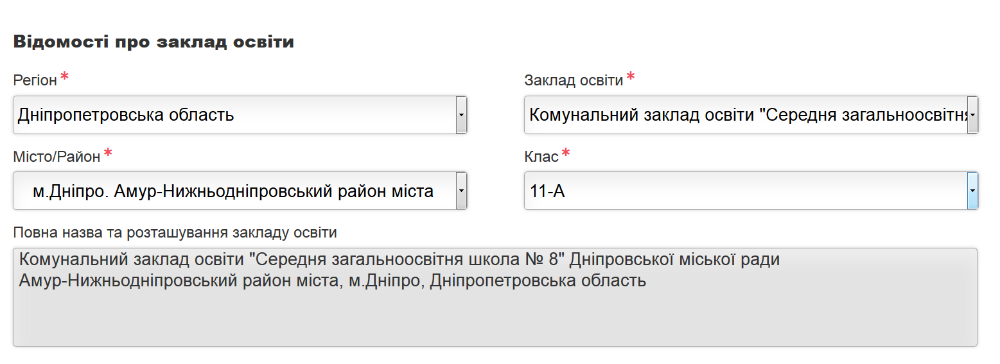 Відомості про заклад освіти
Регіон *
Дніпропетровська область
Заклад освіти *
Комунальний заклад освіти "Середня загальноосвітня
Місто/Район *
м.Дніпро. Амур-Нижньодніпровський район міста
Клас *
11-А
Повна назва та розташування закладу освіти
Комунальний заклад освіти "Середня загальноосвітня школа № 8" Дніпровської міської ради
Амур-Нижньодніпровський район міста, м.Дніпро, Дніпропетровська область